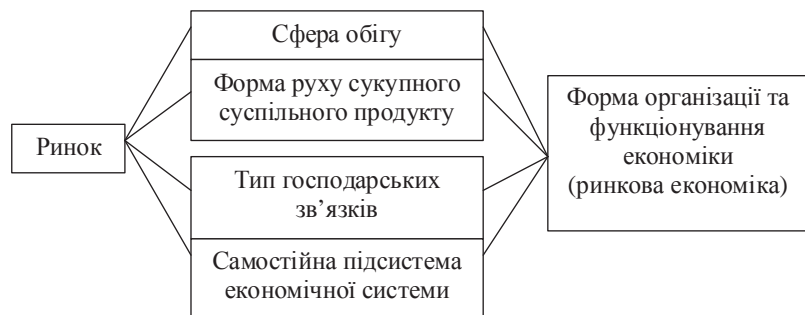 Ринок
Сфера обігу
Форма руху сукупного
суспільного продукту
Тип господарських
зв’язків
Самостійна підсистема
економічної системи
Форма організації та
функціонування
економіки
(ринкова економіка)